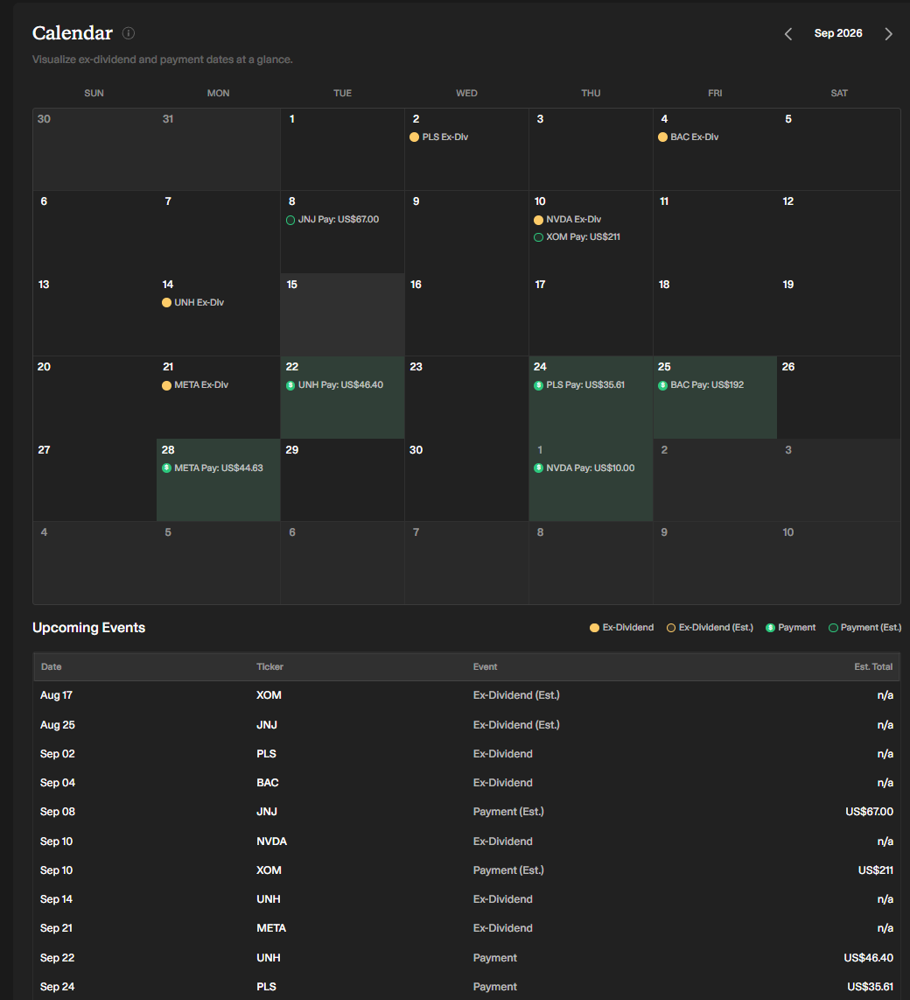 Calendar
Sep 2026
Visualize ex-dividend and payment dates at a glance.
SUN MON TUE WED THU FRI SAT
30 31 1 2 3 4 5
PLS Ex-Div BAC Ex-Div
6 7 8 9 10 11 12
JNJ Pay: US$67.00 NVDA Ex-Div
XOM Pay: US$211
13 14 15 16 17 18 19
UNH Ex-Div
20 21 22 23 24 25 26
META Ex-Div $ UNH Pay: US$46.40 $ PLS Pay: US$35.61 $ BAC Pay: US$192
27 28 29 30 1 2 3
$ META Pay: US$44.63 $ NVDA Pay: US$10.00
4 5 6 7 8 9 10
Upcoming Events
Ex-Dividend Ex-Dividend (Est.) $ Payment Payment (Est.)
Date Ticker Event Est. Total
Aug 17 XOM Ex-Dividend (Est.) n/a
Aug 25 JNJ Ex-Dividend (Est.) n/a
Sep 02 PLS Ex-Dividend n/a
Sep 04 BAC Ex-Dividend n/a
Sep 08 JNJ Payment (Est.) US$67.00
Sep 10 NVDA Ex-Dividend n/a
Sep 10 XOM Payment (Est.) US$211
Sep 14 UNH Ex-Dividend n/a
Sep 21 META Ex-Dividend n/a
Sep 22 UNH Payment US$46.40
Sep 24 PLS Payment US$35.61